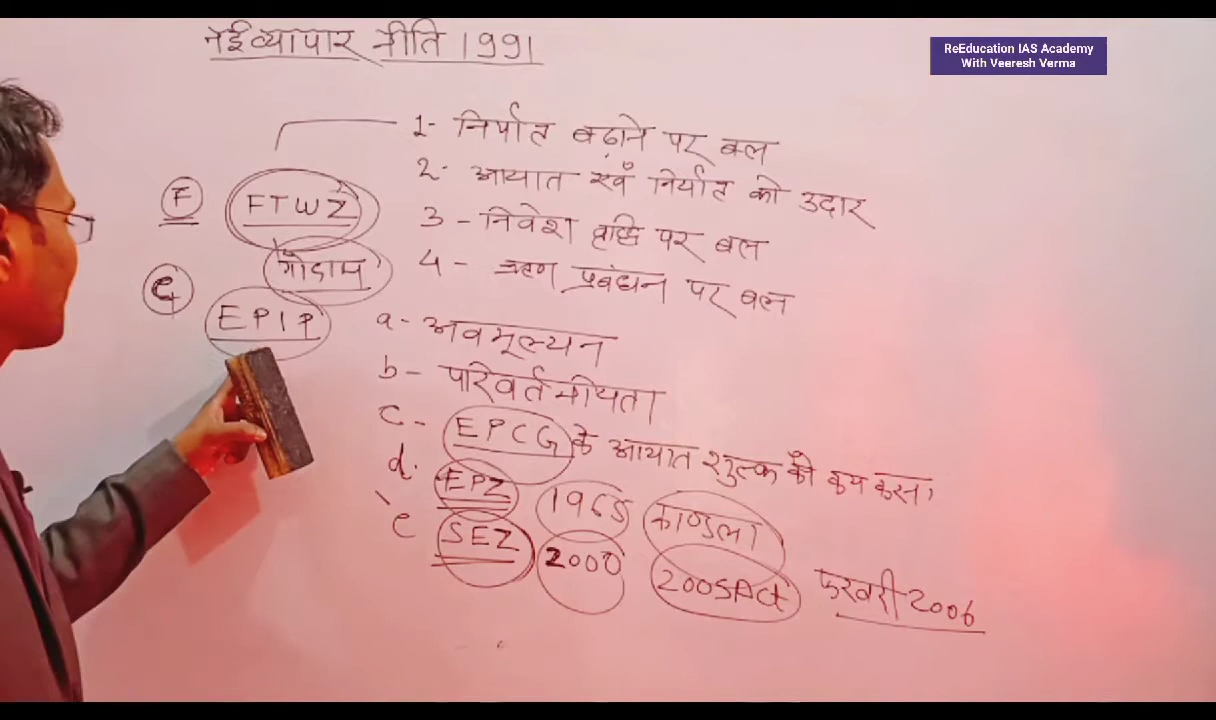 नई व्यापार नीति 1991
ReEducation IAS Academy
With Veeresh Verma
1- निर्यात बढ़ाने पर बल
2- आयात एवँ निर्यात को उदार
3 - निवेश वृद्धि पर बल
4 - ऋण प्रबंधन पर बल
F FTWZ
गोदाम
G EPIP
a- अवमूल्यन
b- परिवर्तनीयता
c- EPCG के आयात शुल्क को कम करना
d. EPZ 1965 काण्डला
e SEZ 2000 2005Act फरवरी 2006